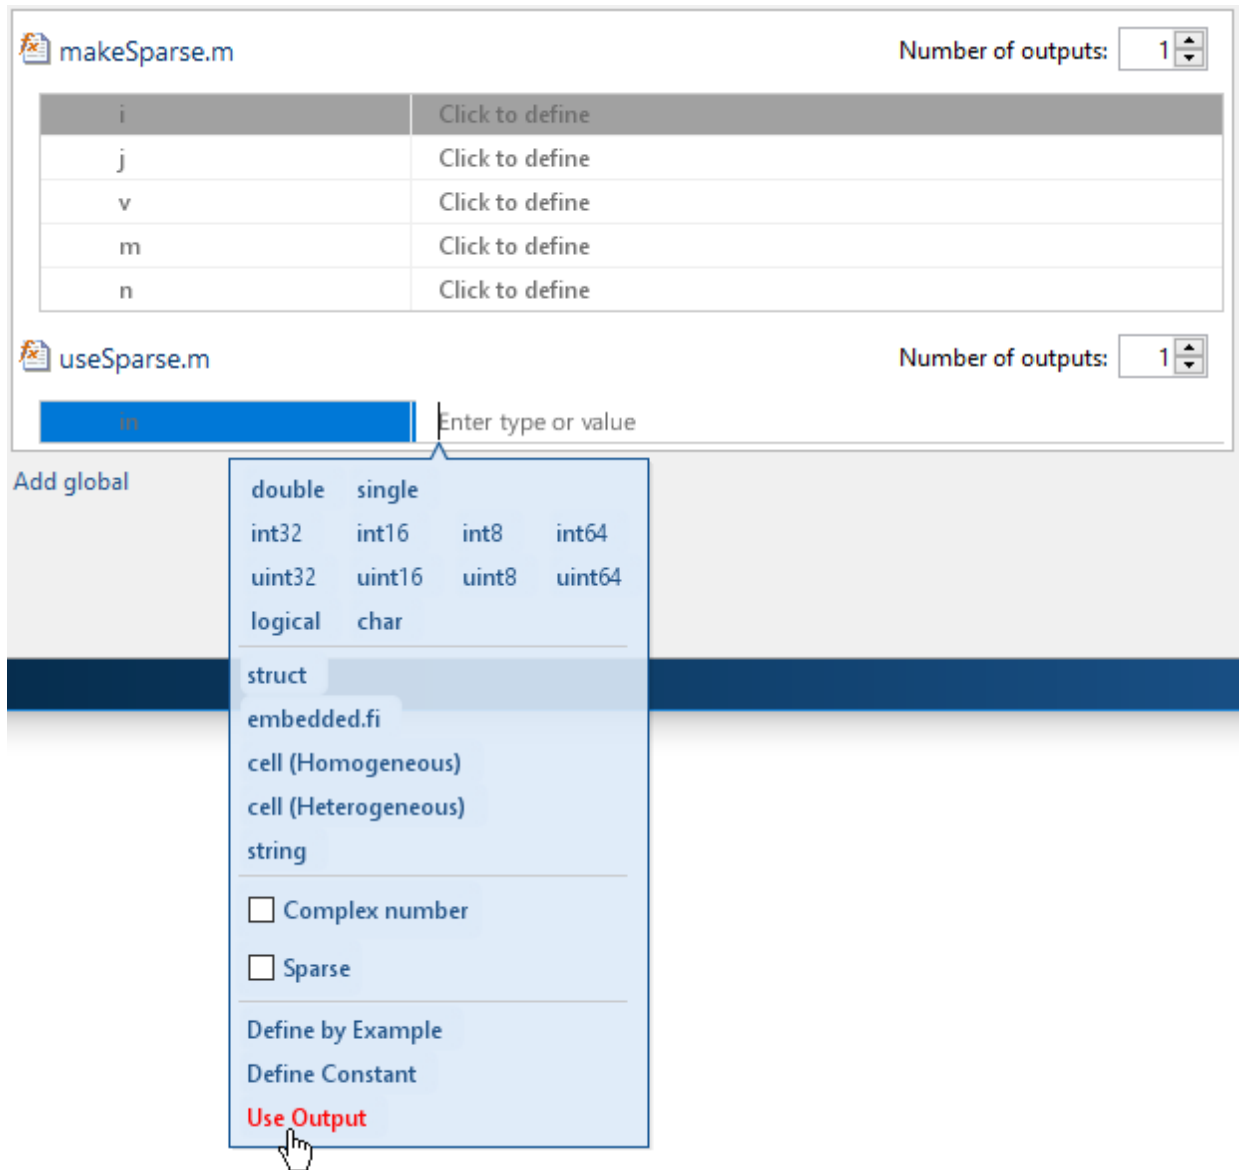 makeSparse.m Number of outputs: 1
i Click to define
j Click to define
v Click to define
m Click to define
n Click to define
useSparse.m Number of outputs: 1
in Enter type or value
Add global
double single
int32 int16 int8 int64
uint32 uint16 uint8 uint64
logical char
struct
embedded.fi
cell (Homogeneous)
cell (Heterogeneous)
string
Complex number
Sparse
Define by Example
Define Constant
Use Output